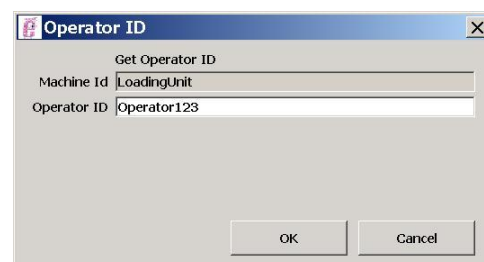 Operator ID
Get Operator ID
Machine Id LoadingUnit
Operator ID Operator123
OK Cancel